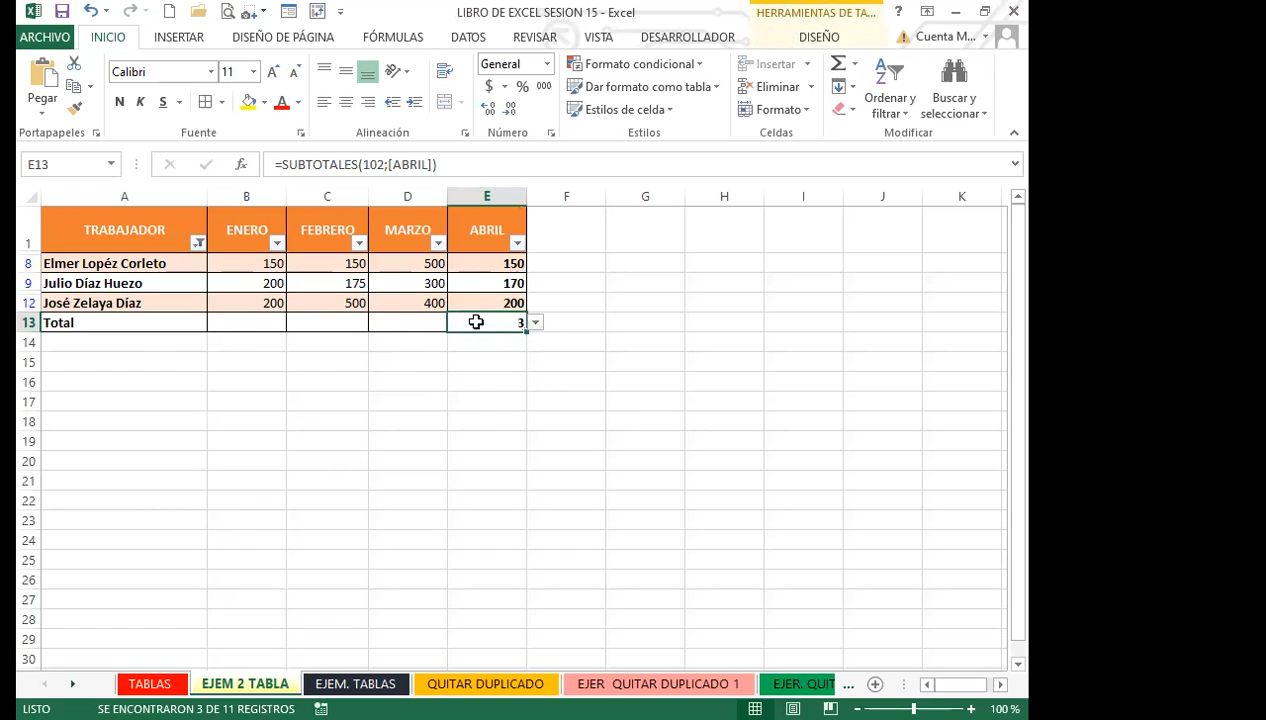 LIBRO DE EXCEL SESION 15 - Excel
HERRAMIENTAS DE TA...
ARCHIVO INICIO INSERTAR DISEÑO DE PÁGINA FÓRMULAS DATOS REVISAR VISTA DESARROLLADOR DISEÑO Cuenta M...
Calibri 11 General Formato condicional Insertar
Pegar N K S $ % 000 Dar formato como tabla Eliminar Ordenar y filtrar Buscar y seleccionar
Estilos de celda Formato
Portapapeles Fuente Alineación Número Estilos Celdas Modificar
E13 =SUBTOTALES(102;[ABRIL])
A B C D E F G H I J K
1 TRABAJADOR ENERO FEBRERO MARZO ABRIL
8 Elmer Lopéz Corleto 150 150 500 150
9 Julio Díaz Huezo 200 175 300 170
12 José Zelaya Díaz 200 500 400 200
13 Total 3
14
15
16
17
18
19
20
21
22
23
24
25
26
27
28
29
30
TABLAS EJEM 2 TABLA EJEM. TABLAS QUITAR DUPLICADO EJER QUITAR DUPLICADO 1 EJER. QUIT ...
LISTO SE ENCONTRARON 3 DE 11 REGISTROS 100 %